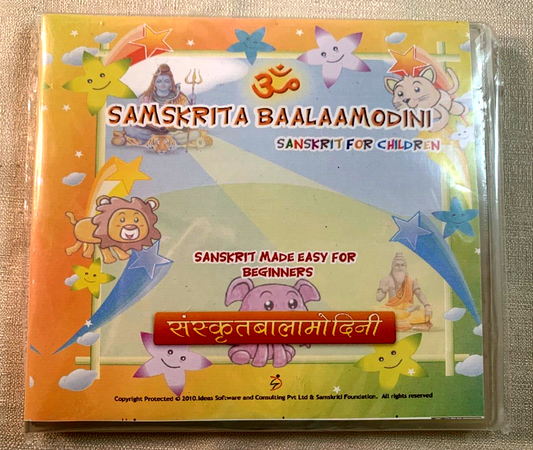 ॐ
SAMSKRITA BAALAAMODINI
SANSKRIT FOR CHILDREN
SANSKRIT MADE EASY FOR
BEGINNERS
संस्कृतबालामोदिनी
Copyright Protected © 2010.Ideas Software and Consulting Pvt Ltd & Samskriti Foundation. All rights reserved